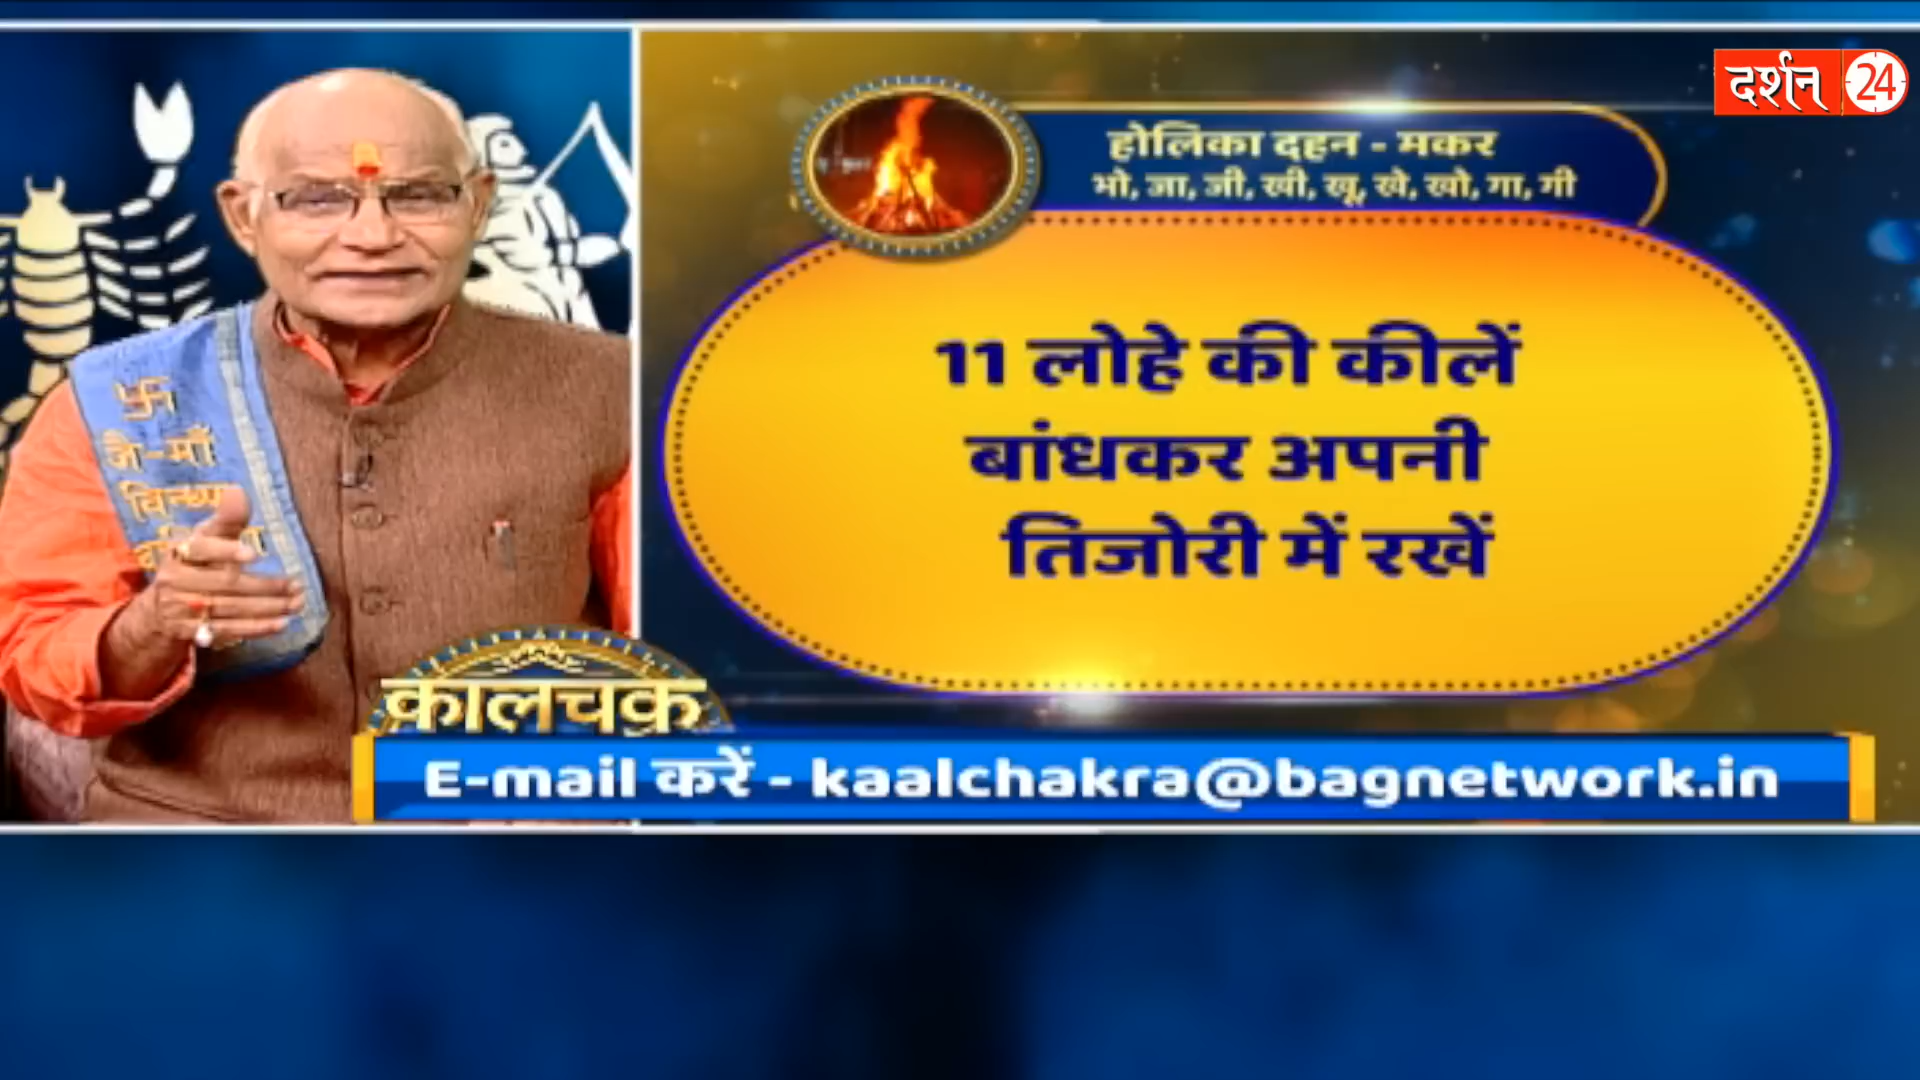 दर्शन 24
होलिका दहन - मकर
भो, जा, जी, खी, खू, खे, खो, गा, गी
11 लोहे की कीलें
बांधकर अपनी
तिजोरी में रखें
जै-माँ
विन्ध्य
कालचक्र
E-mail करें - kaalchakra@bagnetwork.in